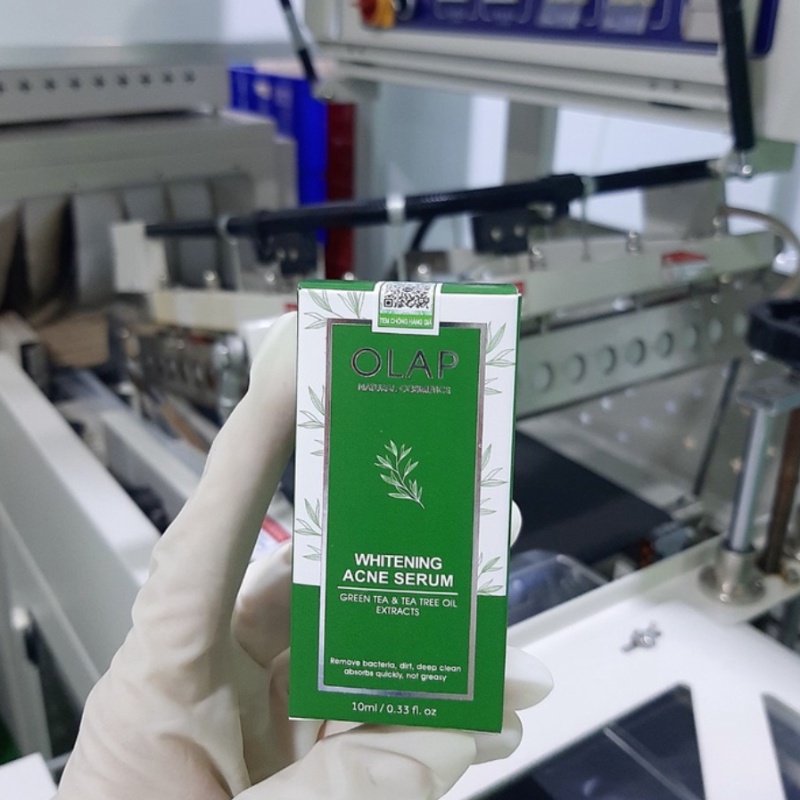 TEM CHỐNG HÀNG GIẢ
OLAP
NATURAL COSMETICS
WHITENING
ACNE SERUM
GREEN TEA & TEA TREE OIL
EXTRACTS
Remove bacteria, dirt, deep clean
absorbs quickly, not greasy
10ml / 0.33 fl. oz